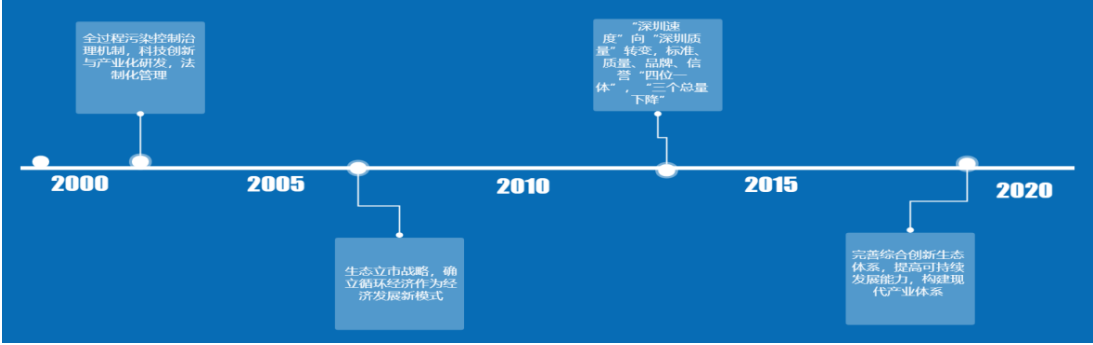 全过程污染控制治
理机制，科技创新
与产业化研发，法
制化管理
“深圳速
度”向“深圳质
量”转变，标准、
质量、品牌、信
誉“四位一
体”，“三个总量
下降”
2000
2005
2010
2015
2020
生态立市战略，确
立循环经济作为经
济发展新模式
完善综合创新生态
体系，提高可持续
发展能力，构建现
代产业体系